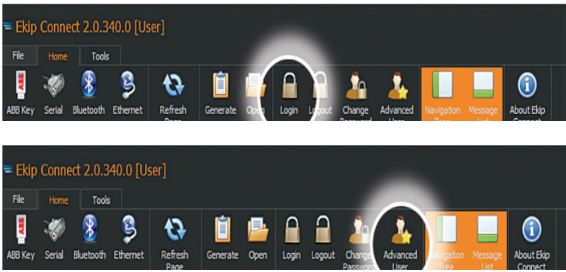 Ekip Connect 2.0.340.0 [User]
File Home Tools
ABB
ABB Key Serial Bluetooth Ethernet Refresh Page Generate Open Login Logout Change Password Advanced User Navigation Tree Message List About Ekip Connect
Ekip Connect 2.0.340.0 [User]
File Home Tools
ABB
ABB Key Serial Bluetooth Ethernet Refresh Page Generate Open Login Logout Change Password Advanced User Navigation Tree Message List About Ekip Connect